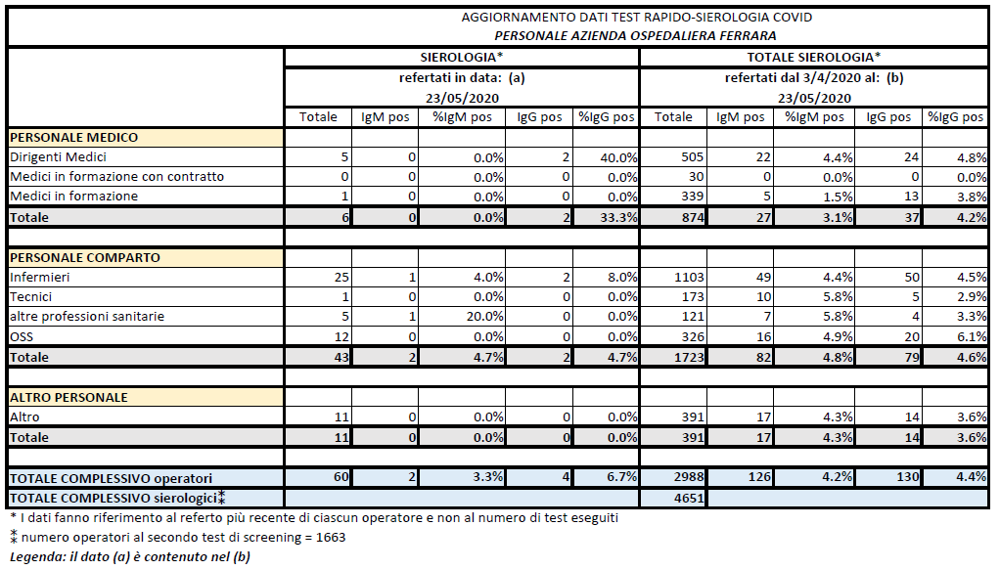 AGGIORNAMENTO DATI TEST RAPIDO-SIEROLOGIA COVID
PERSONALE AZIENDA OSPEDALIERA FERRARA
SIEROLOGIA* TOTALE SIEROLOGIA*
refertati in data: (a) refertati dal 3/4/2020 al: (b)
23/05/2020 23/05/2020
Totale IgM pos %IgM pos IgG pos %IgG pos Totale IgM pos %IgM pos IgG pos %IgG pos
PERSONALE MEDICO
Dirigenti Medici 5 0 0.0% 2 40.0% 505 22 4.4% 24 4.8%
Medici in formazione con contratto 0 0 0.0% 0 0.0% 30 0 0.0% 0 0.0%
Medici in formazione 1 0 0.0% 0 0.0% 339 5 1.5% 13 3.8%
Totale 6 0 0.0% 2 33.3% 874 27 3.1% 37 4.2%
PERSONALE COMPARTO
Infermieri 25 1 4.0% 2 8.0% 1103 49 4.4% 50 4.5%
Tecnici 1 0 0.0% 0 0.0% 173 10 5.8% 5 2.9%
altre professioni sanitarie 5 1 20.0% 0 0.0% 121 7 5.8% 4 3.3%
OSS 12 0 0.0% 0 0.0% 326 16 4.9% 20 6.1%
Totale 43 2 4.7% 2 4.7% 1723 82 4.8% 79 4.6%
ALTRO PERSONALE
Altro 11 0 0.0% 0 0.0% 391 17 4.3% 14 3.6%
Totale 11 0 0.0% 0 0.0% 391 17 4.3% 14 3.6%
TOTALE COMPLESSIVO operatori 60 2 3.3% 4 6.7% 2988 126 4.2% 130 4.4%
TOTALE COMPLESSIVO sierologici⁑ 4651
* I dati fanno riferimento al referto più recente di ciascun operatore e non al numero di test eseguiti
⁑ numero operatori al secondo test di screening = 1663
Legenda: il dato (a) è contenuto nel (b)